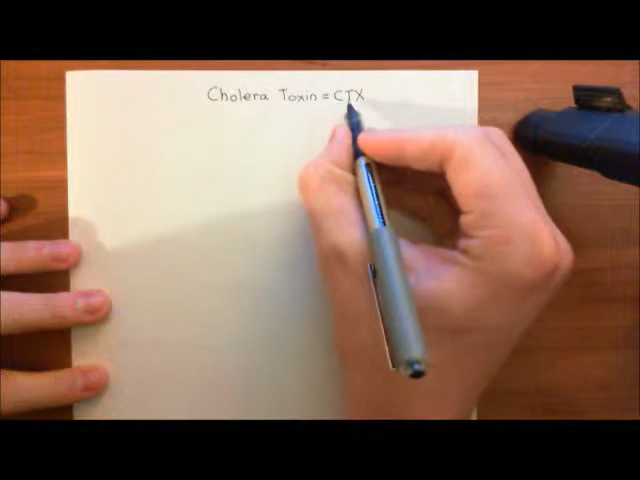 Cholera Toxin = CTX